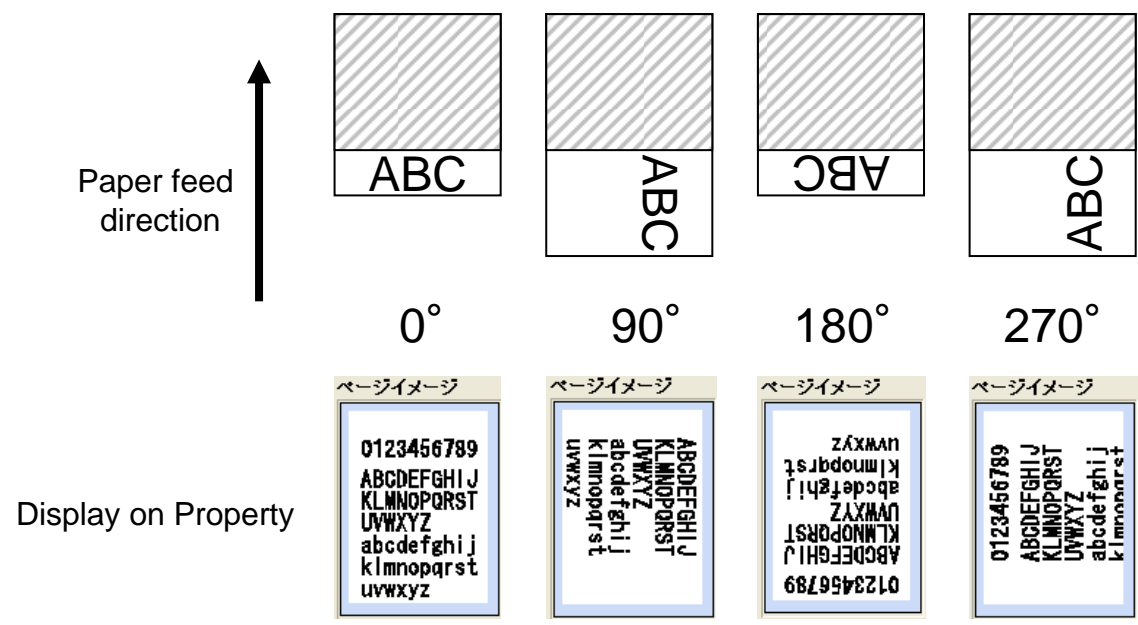 Paper feed
direction
ABC
ABC
ABC
ABC
0°
90°
180°
270°
Display on Property
ページイメージ
0123456789
ABCDEFGHIJ
KLMNOPQRST
UVWXYZ
abcdefghij
klmnopqrst
uvwxyz
ページイメージ
ABCDEFGHIJ
KLMNOPQRST
UVWXYZ
abcdefghij
klmnopqrst
uvwxyz
ページイメージ
0123456789
ABCDEFGHIJ
KLMNOPQRST
UVWXYZ
abcdefghij
klmnopqrst
uvwxyz
ページイメージ
0123456789
ABCDEFGHIJ
KLMNOPQRST
UVWXYZ
abcdefghij
klmnopqrst